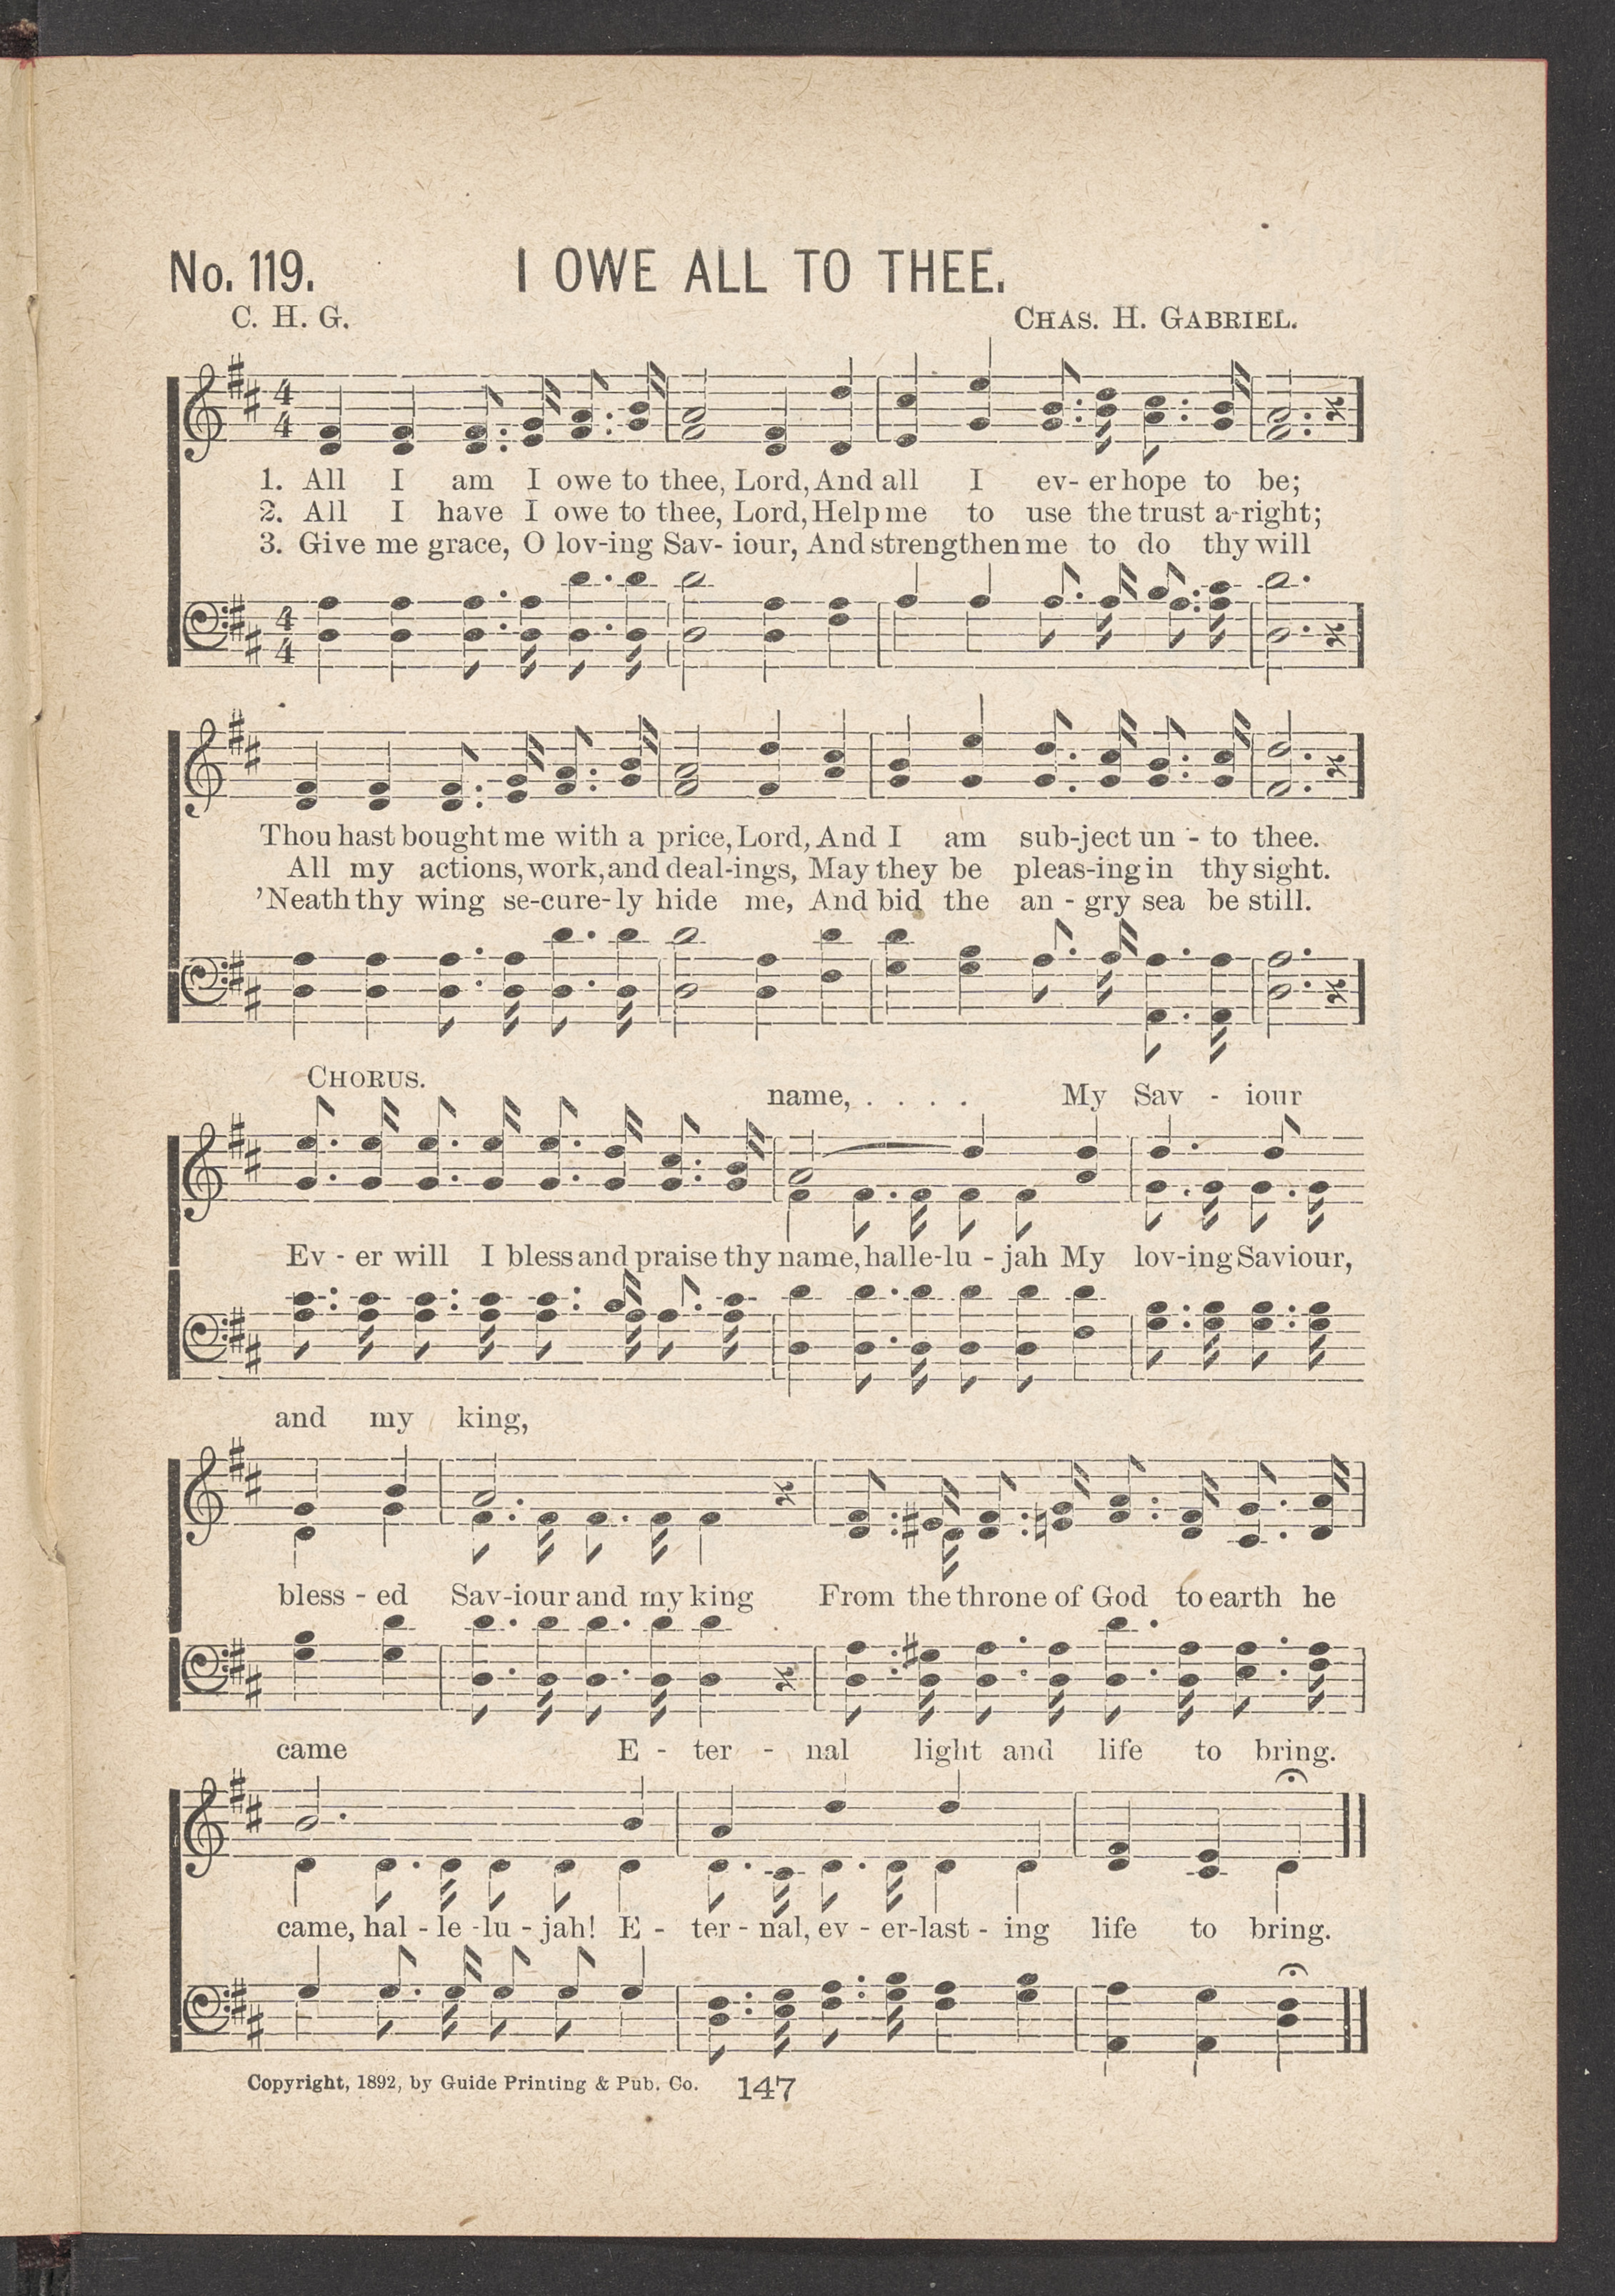 No. 119. I OWE ALL TO THEE.
C. H. G. CHAS. H. GABRIEL.
4 4
1. All I am I owe to thee, Lord, And all I ev- er hope to be;
2. All I have I owe to thee, Lord, Help me to use the trust a-right;
3. Give me grace, O lov-ing Sav- iour, And strengthen me to do thy will
4 4
Thou hast bought me with a price, Lord, And I am sub-ject un - to thee.
All my actions, work, and deal-ings, May they be pleas-ing in thy sight.
'Neath thy wing se-cure-ly hide me, And bid the an - gry sea be still.
CHORUS.
name, . . . . My Sav - iour
Ev - er will I bless and praise thy name, halle-lu - jah My lov-ing Saviour,
and my king,
bless - ed Sav-iour and my king From the throne of God to earth he
came E - ter - nal light and life to bring.
came, hal - le -lu - jah! E - ter - nal, ev - er-last - ing life to bring.
Copyright, 1892, by Guide Printing & Pub. Co. 147